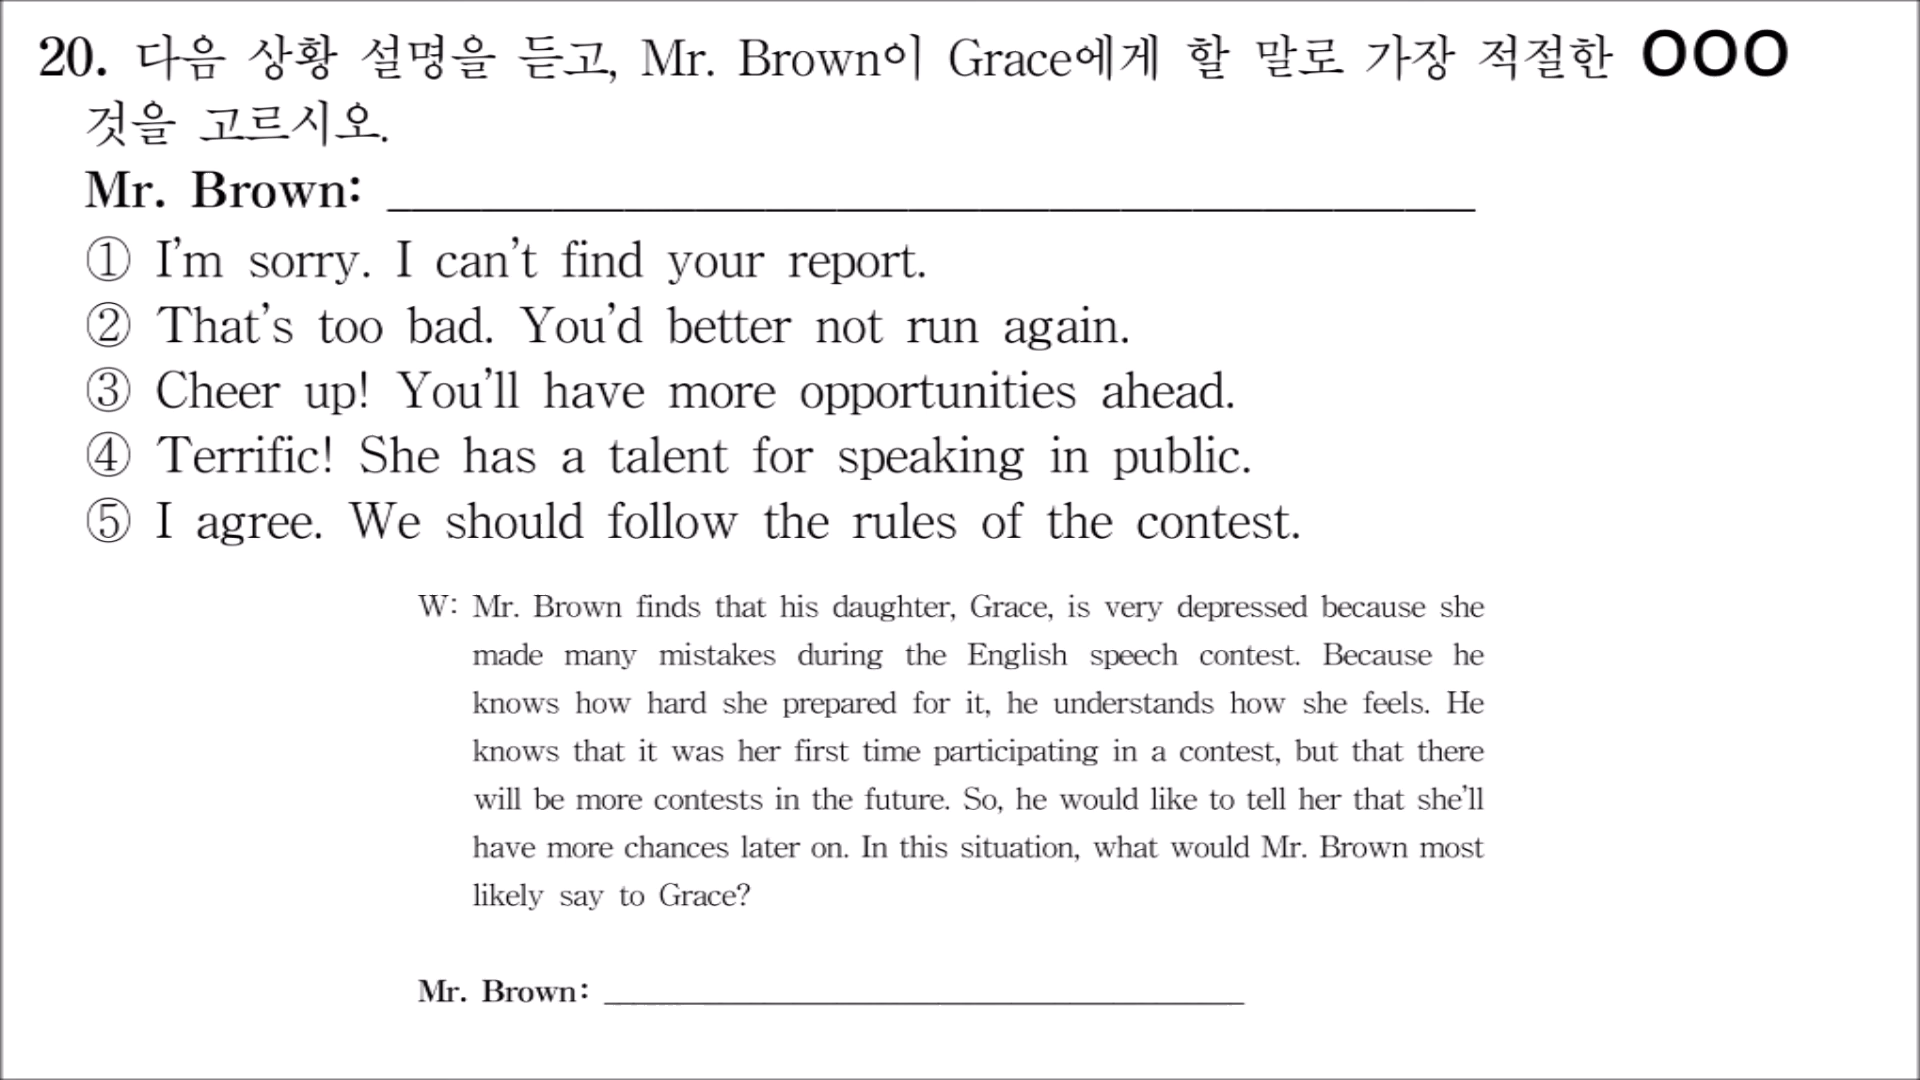 20. 다음 상황 설명을 듣고, Mr. Brown이 Grace에게 할 말로 가장 적절한 OOO
것을 고르시오.
Mr. Brown: ______________________________
① I'm sorry. I can't find your report.
② That's too bad. You'd better not run again.
③ Cheer up! You'll have more opportunities ahead.
④ Terrific! She has a talent for speaking in public.
⑤ I agree. We should follow the rules of the contest.
W: Mr. Brown finds that his daughter, Grace, is very depressed because she
made many mistakes during the English speech contest. Because he
knows how hard she prepared for it, he understands how she feels. He
knows that it was her first time participating in a contest, but that there
will be more contests in the future. So, he would like to tell her that she'll
have more chances later on. In this situation, what would Mr. Brown most
likely say to Grace?
Mr. Brown: ______________________________